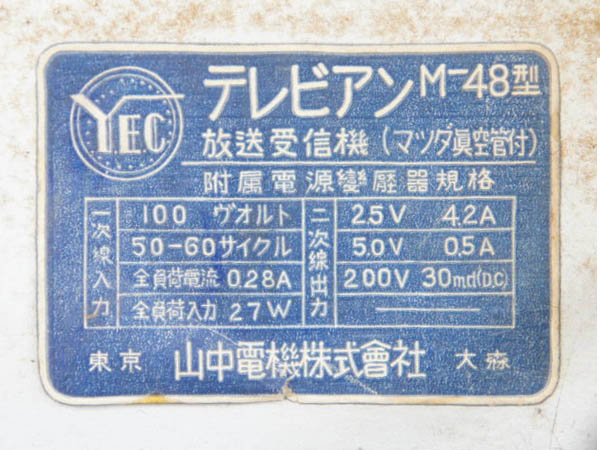 Y.E.C
テレビアンM-48型
放送受信機(マツダ眞空管付)
附属電源變壓器規格
一次線入力
100 ヴオルト
50-60サイクル
全負荷電流 0.28A
全負荷入力 27W
二次線出力
2.5V 4.2A
5.0V 0.5A
200V 30md(D.C)
東京 山中電機株式會社 大森